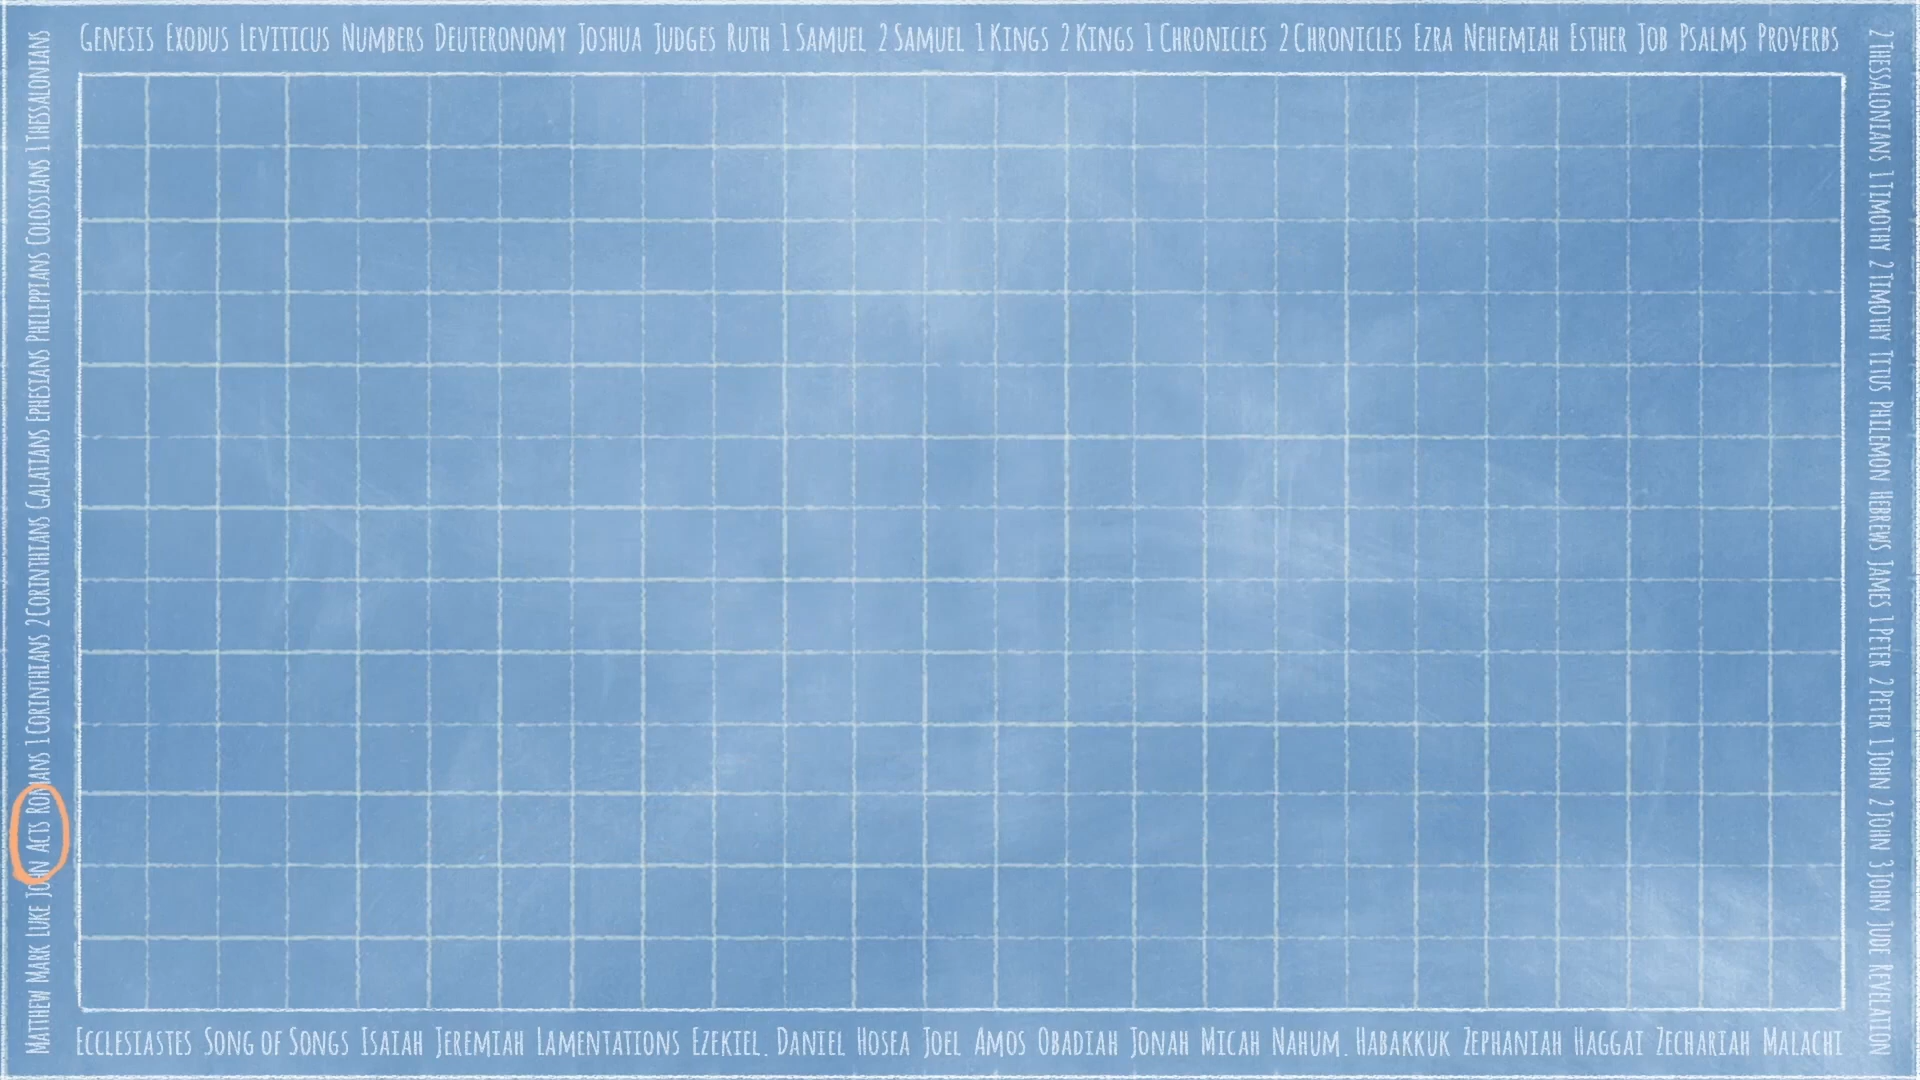 Genesis Exodus Leviticus Numbers Deuteronomy Joshua Judges Ruth 1 Samuel 2 Samuel 1 Kings 2 Kings 1 Chronicles 2 Chronicles Ezra Nehemiah Esther Job Psalms Proverbs
Ecclesiastes Song of Songs Isaiah Jeremiah Lamentations Ezekiel. Daniel Hosea Joel Amos Obadiah Jonah Micah Nahum. Habakkuk Zephaniah Haggai Zechariah Malachi
Matthew Mark Luke John Acts Romans 1 Corinthians 2 Corinthians Galatians Ephesians Philippians Colossians 1 Thessalonians
2 Thessalonians 1 Timothy 2 Timothy Titus Philemon Hebrews James 1 Peter 2 Peter 1 John 2 John 3 John Jude Revelation